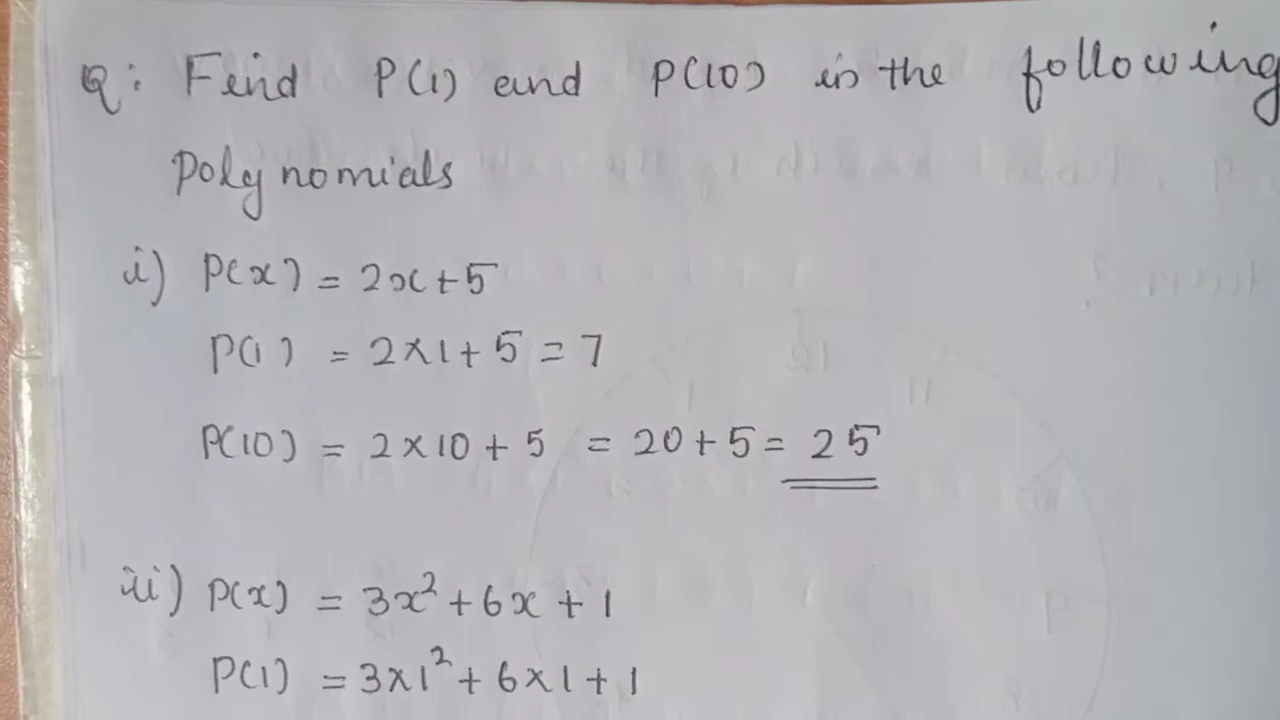 Q: Find P(1) and P(10) in the following
Polynomials
i) P(x) = 2x+5
P(1) = 2×1+5 = 7
P(10) = 2×10+5 = 20+5 = 25
ii) P(x) = 3x²+6x+1
P(1) = 3×1²+6×1+1